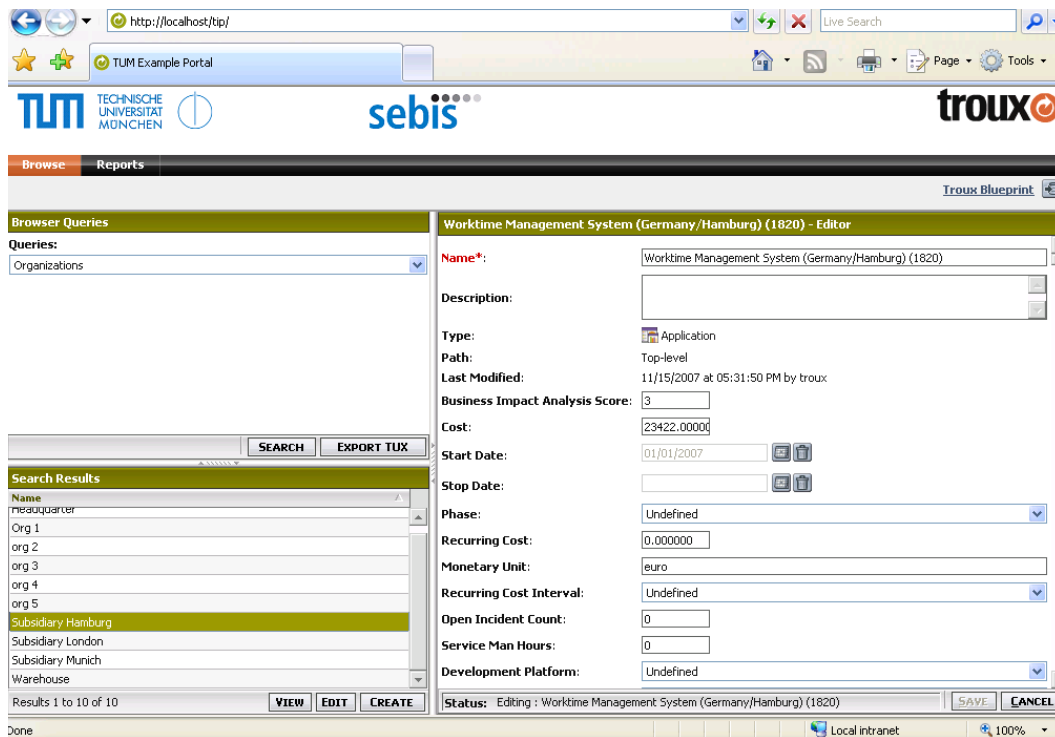 http://localhost/tip/
Live Search
TUM Example Portal
Page
Tools
TUM
TECHNISCHE
UNIVERSITÄT
MÜNCHEN
sebis
troux
Browse
Reports
Troux Blueprint
Browser Queries
Queries:
Organizations
SEARCH
EXPORT TUX
Search Results
Name
Headquarter
Org 1
org 2
org 3
org 4
org 5
Subsidiary Hamburg
Subsidiary London
Subsidiary Munich
Warehouse
Results 1 to 10 of 10
VIEW
EDIT
CREATE
Worktime Management System (Germany/Hamburg) (1820) - Editor
Name*: Worktime Management System (Germany/Hamburg) (1820)
Description:
Type: Application
Path: Top-level
Last Modified: 11/15/2007 at 05:31:50 PM by troux
Business Impact Analysis Score: 3
Cost: 23422.0000
Start Date: 01/01/2007
Stop Date:
Phase: Undefined
Recurring Cost: 0.000000
Monetary Unit: euro
Recurring Cost Interval: Undefined
Open Incident Count: 0
Service Man Hours: 0
Development Platform: Undefined
Status: Editing : Worktime Management System (Germany/Hamburg) (1820)
SAVE
CANCEL
Done
Local intranet
100%